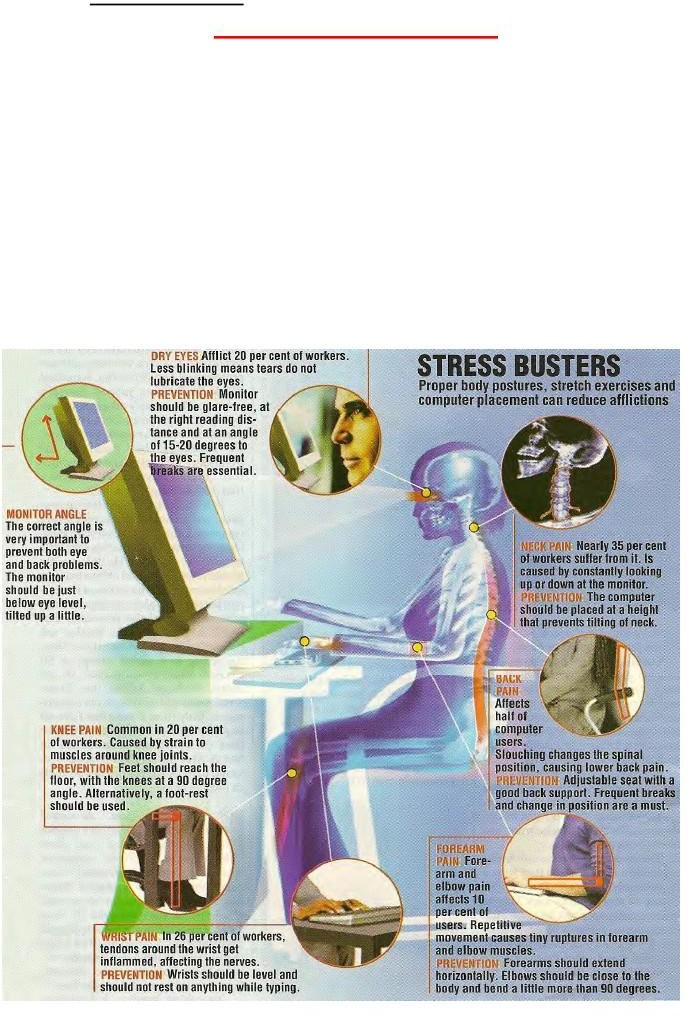 DRY EYES Afflict 20 per cent of workers.
Less blinking means tears do not
lubricate the eyes.
PREVENTION Monitor
should be glare-free, at
the right reading dis-
tance and at an angle
of 15-20 degrees to
the eyes. Frequent
breaks are essential.
STRESS BUSTERS
Proper body postures, stretch exercises and
computer placement can reduce afflictions
MONITOR ANGLE
The correct angle is
very important to
prevent both eye
and back problems.
The monitor
should be just
below eye level,
tilted up a little.
NECK PAIN Nearly 35 per cent
of workers suffer from it. Is
caused by constantly looking
up or down at the monitor.
PREVENTION The computer
should be placed at a height
that prevents tilting of neck.
BACK
PAIN
Affects
half of
computer
users.
Slouching changes the spinal
position, causing lower back pain.
PREVENTION Adjustable seat with a
good back support. Frequent breaks
and change in position are a must.
KNEE PAIN Common in 20 per cent
of workers. Caused by strain to
muscles around knee joints.
PREVENTION Feet should reach the
floor, with the knees at a 90 degree
angle. Alternatively, a foot-rest
should be used.
FOREARM
PAIN Fore-
arm and
elbow pain
affects 10
per cent of
users. Repetitive
movement causes tiny ruptures in forearm
and elbow muscles.
PREVENTION Forearms should extend
horizontally. Elbows should be close to the
body and bend a little more than 90 degrees.
WRIST PAIN In 26 per cent of workers,
tendons around the wrist get
inflammed, affecting the nerves.
PREVENTION Wrists should be level and
should not rest on anything while typing.